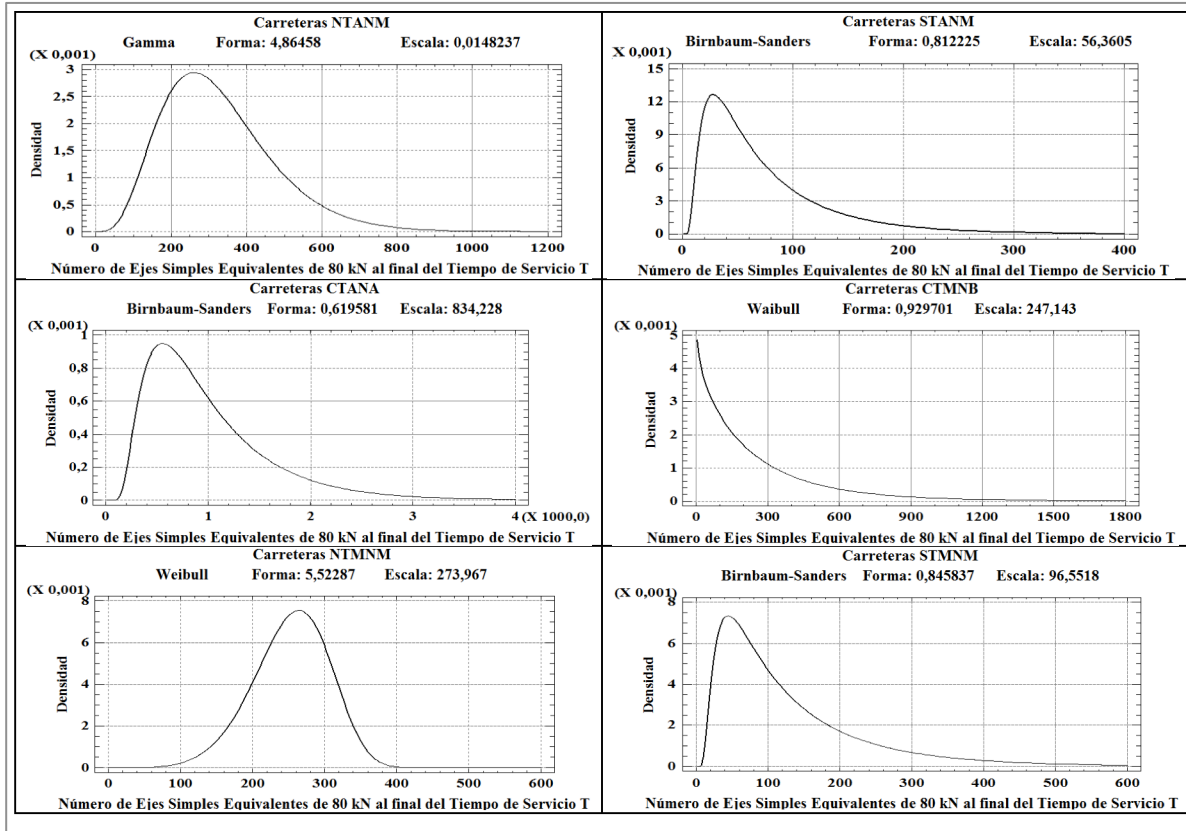 Carreteras NTANM
Gamma Forma: 4,86458 Escala: 0,0148237
(X 0,001)
3
2,5
2
1,5
1
0,5
0
Densidad
0 200 400 600 800 1000 1200
Número de Ejes Simples Equivalentes de 80 kN al final del Tiempo de Servicio T
Carreteras STANM
Birnbaum-Sanders Forma: 0,812225 Escala: 56,3605
(X 0,001)
15
12
9
6
3
0
Densidad
0 100 200 300 400
Número de Ejes Simples Equivalentes de 80 kN al final del Tiempo de Servicio T
Carreteras CTANA
Birnbaum-Sanders Forma: 0,619581 Escala: 834,228
(X 0,001)
1
0,8
0,6
0,4
0,2
0
Densidad
0 1 2 3 4 (X 1000,0)
Número de Ejes Simples Equivalentes de 80 kN al final del Tiempo de Servicio T
Carreteras CTMNB
Waibull Forma: 0,929701 Escala: 247,143
(X 0,001)
5
4
3
2
1
0
Densidad
0 300 600 900 1200 1500 1800
Número de Ejes Simples Equivalentes de 80 kN al final del Tiempo de Servicio T
Carreteras NTMNM
Weibull Forma: 5,52287 Escala: 273,967
(X 0,001)
8
6
4
2
0
Densidad
0 100 200 300 400 500 600
Número de Ejes Simples Equivalentes de 80 kN al final del Tiempo de Servicio T
Carreteras STMNM
Birnbaum-Sanders Forma: 0,845837 Escala: 96,5518
(X 0,001)
8
6
4
2
0
Densidad
0 100 200 300 400 500 600
Número de Ejes Simples Equivalentes de 80 kN al final del Tiempo de Servicio T